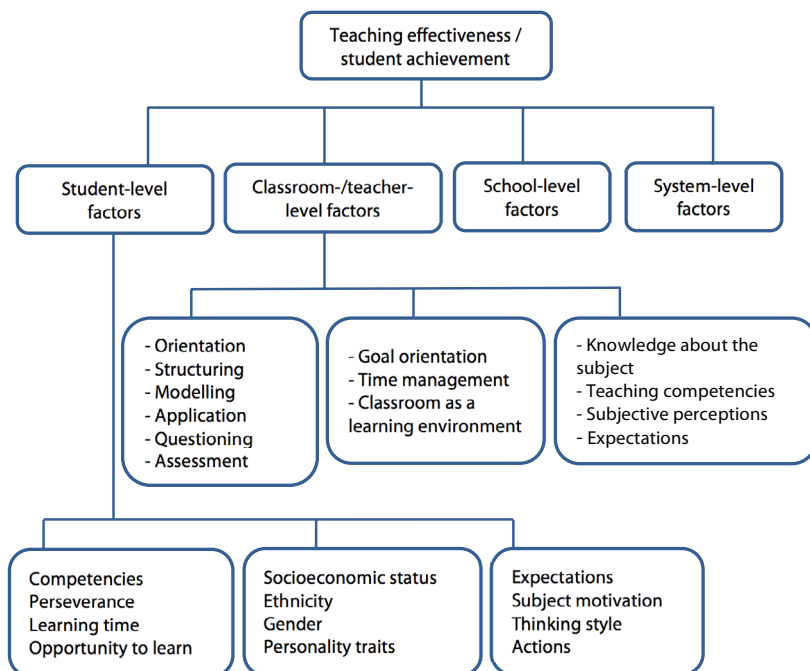 Teaching effectiveness /
student achievement
Student-level
factors
Classroom-/teacher-
level factors
School-level
factors
System-level
factors
- Orientation
- Structuring
- Modelling
- Application
- Questioning
- Assessment
- Goal orientation
- Time management
- Classroom as a
learning environment
- Knowledge about the
subject
- Teaching competencies
- Subjective perceptions
- Expectations
Competencies
Perseverance
Learning time
Opportunity to learn
Socioeconomic status
Ethnicity
Gender
Personality traits
Expectations
Subject motivation
Thinking style
Actions